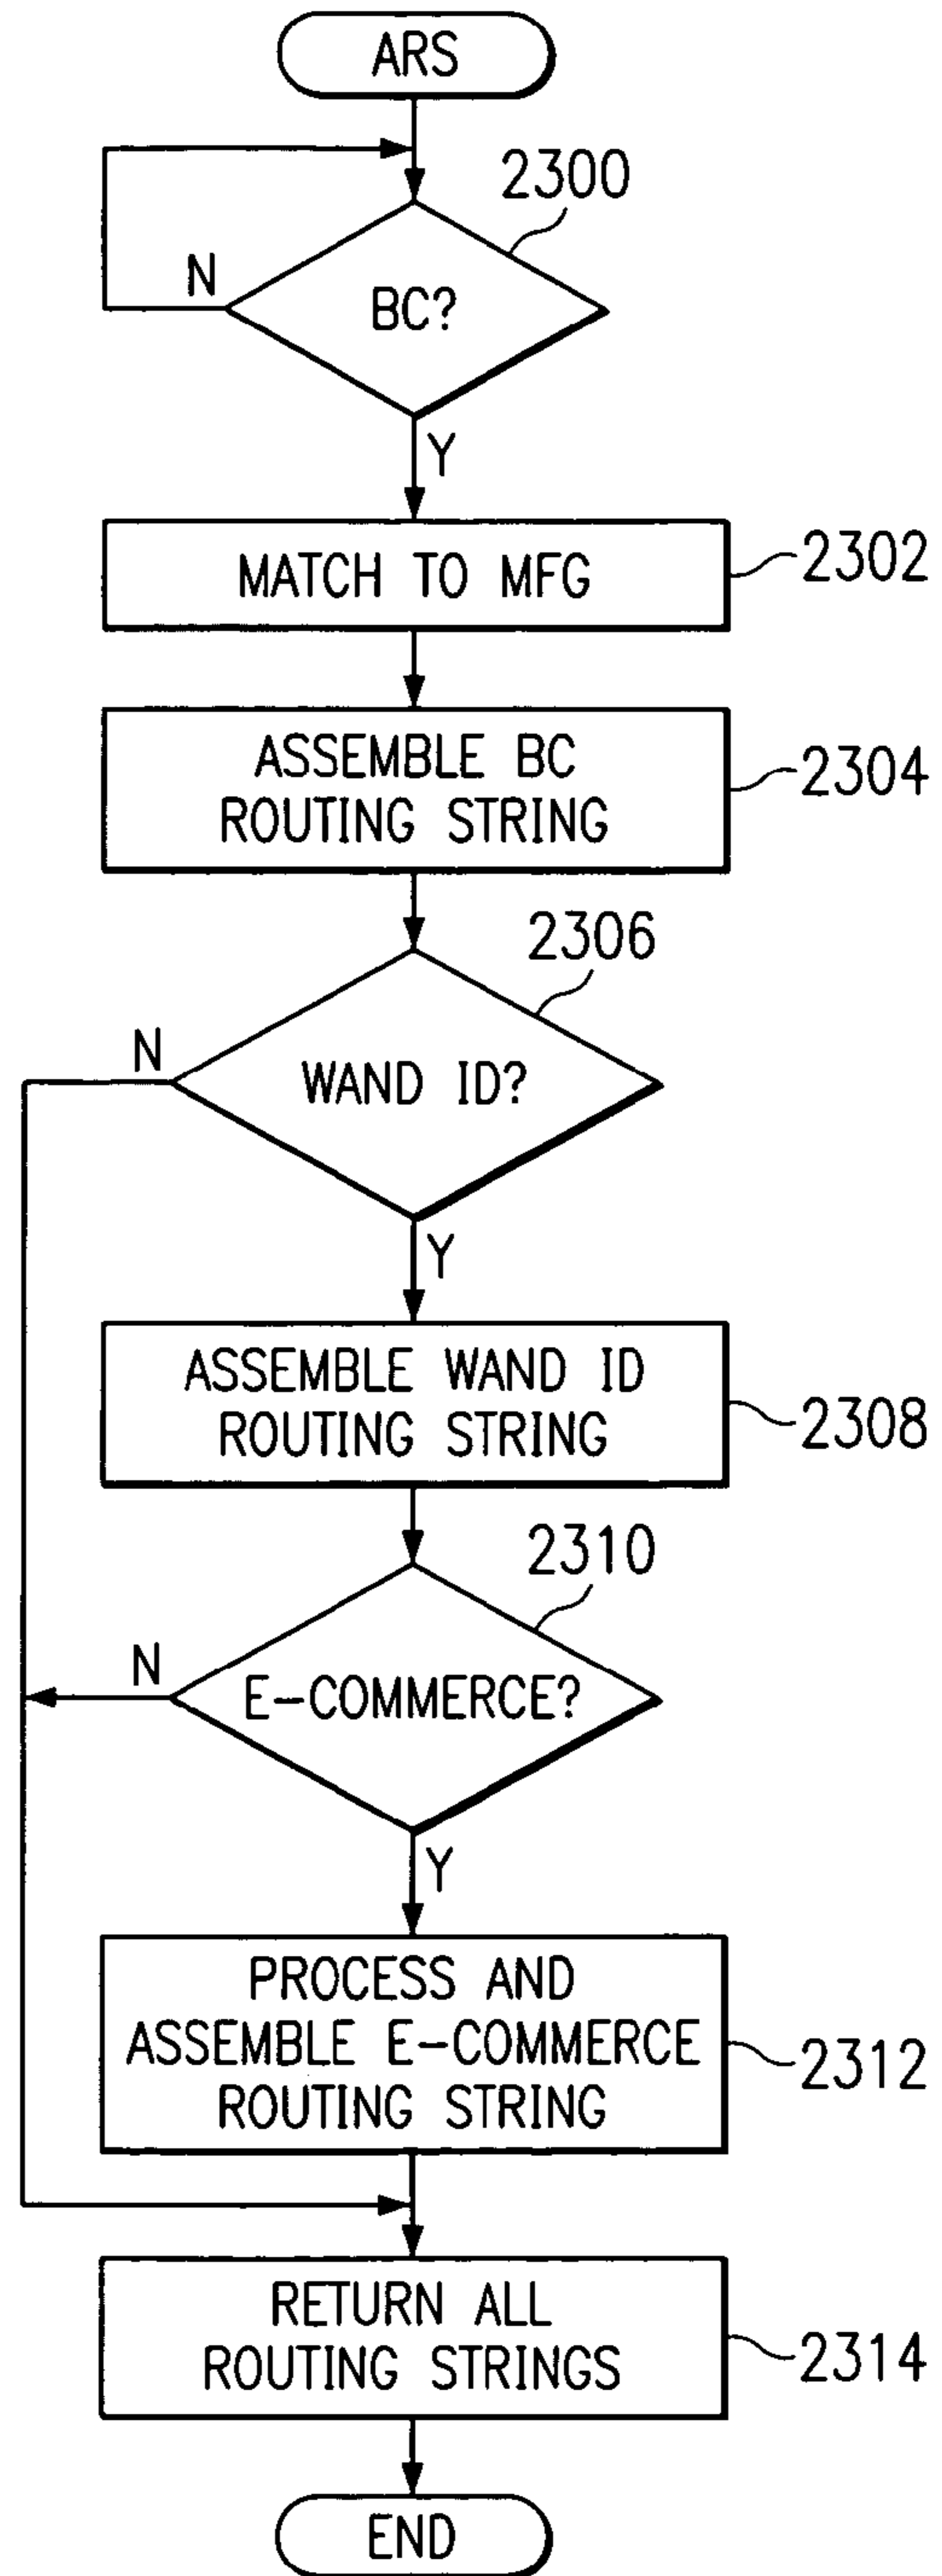 ARS
2300
N
BC?
Y
MATCH TO MFG
2302
ASSEMBLE BC
ROUTING STRING
2304
2306
N
WAND ID?
Y
ASSEMBLE WAND ID
ROUTING STRING
2308
2310
N
E-COMMERCE?
Y
PROCESS AND
ASSEMBLE E-COMMERCE
ROUTING STRING
2312
RETURN ALL
ROUTING STRINGS
2314
END